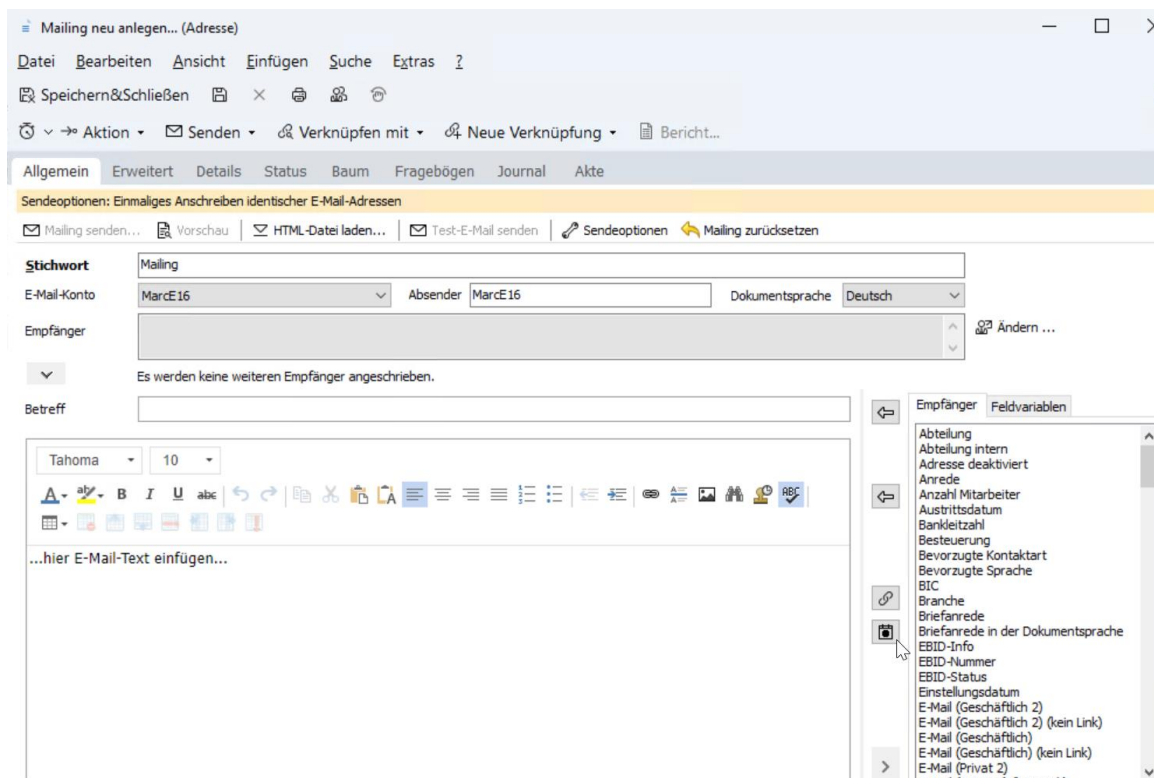 Mailing neu anlegen... (Adresse)
Datei Bearbeiten Ansicht Einfügen Suche Extras ?
Speichern&Schließen
Aktion Senden Verknüpfen mit Neue Verknüpfung Bericht...
Allgemein Erweitert Details Status Baum Fragebögen Journal Akte
Sendeoptionen: Einmaliges Anschreiben identischer E-Mail-Adressen
Mailing senden... Vorschau HTML-Datei laden... Test-E-Mail senden Sendeoptionen Mailing zurücksetzen
Stichwort Mailing
E-Mail-Konto MarcE16 Absender MarcE16 Dokumentsprache Deutsch
Empfänger Ändern ...
Es werden keine weiteren Empfänger angeschrieben.
Betreff
Empfänger Feldvariablen
Tahoma 10
A ab B I U abc A ABC
...hier E-Mail-Text einfügen...
Abteilung
Abteilung intern
Adresse deaktiviert
Anrede
Anzahl Mitarbeiter
Austrittsdatum
Bankleitzahl
Besteuerung
Bevorzugte Kontaktart
Bevorzugte Sprache
BIC
Branche
Briefanrede
Briefanrede in der Dokumentsprache
EBID-Info
EBID-Nummer
EBID-Status
Einstellungsdatum
E-Mail (Geschäftlich 2)
E-Mail (Geschäftlich 2) (kein Link)
E-Mail (Geschäftlich)
E-Mail (Geschäftlich) (kein Link)
E-Mail (Privat 2)